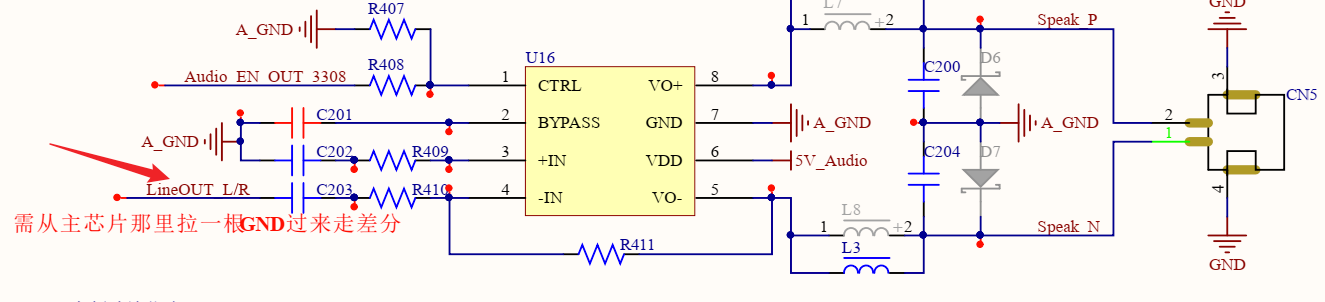 GND
L7
1
+2
Speak_P
R407
A_GND
U16
D6
C200
3
CN5
Audio_EN_OUT_3308
R408
1
CTRL
VO+
8
C201
2
BYPASS
GND
7
A_GND
A_GND
2
1
A_GND
C202
R409
3
+IN
VDD
6
5V_Audio
C204
D7
LineOUT_L/R
C203
R410
4
-IN
VO-
5
4
需从主芯片那里拉一根GND过来走差分
L8
1
+2
Speak_N
R411
L3
GND